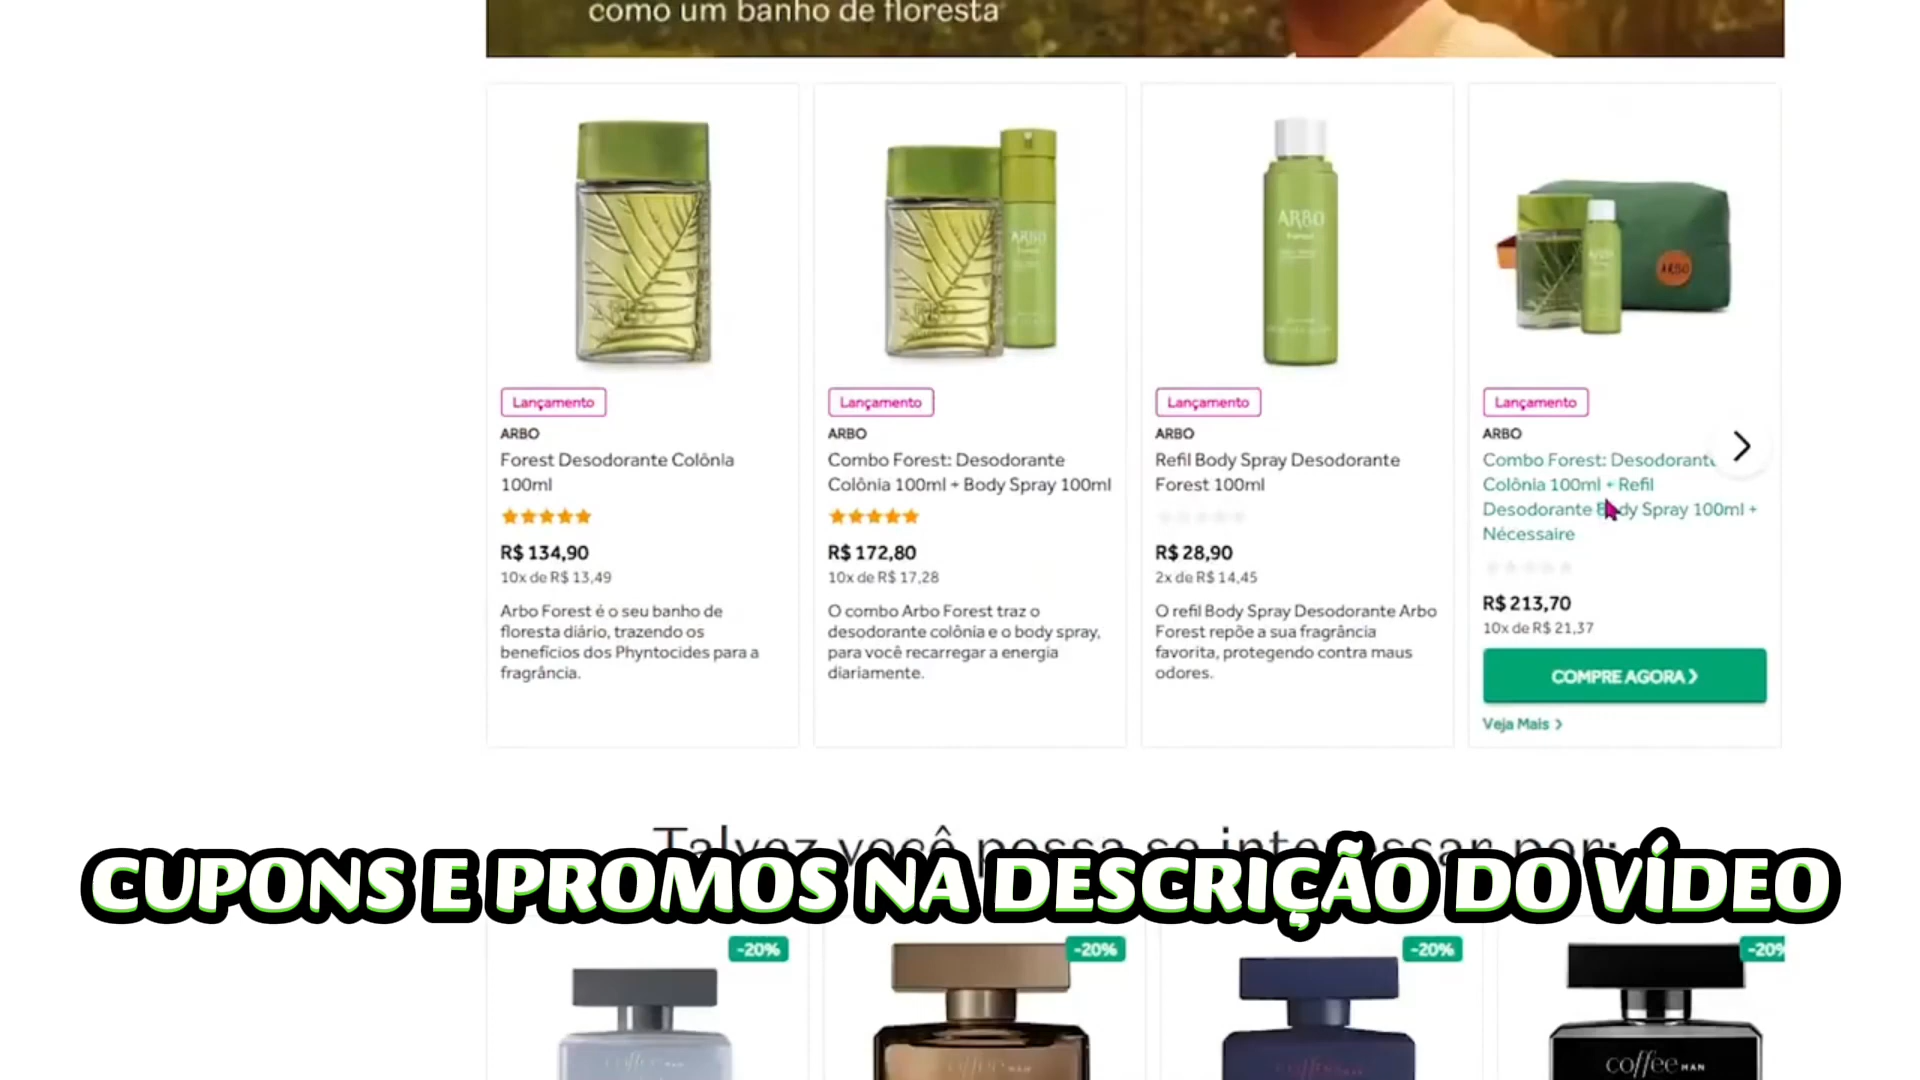 como um banho de floresta
ARBO
ARBO
ARBO
Forest
ARBO
ARBO
Lançamento
ARBO
Forest Desodorante Colônia
100ml
R$ 134,90
10x de R$ 13,49
Arbo Forest é o seu banho de
floresta diário, trazendo os
benefícios dos Phyntocides para a
fragrância.
Lançamento
ARBO
Combo Forest: Desodorante
Colônia 100ml + Body Spray 100ml
R$ 172,80
10x de R$ 17,28
O combo Arbo Forest traz o
desodorante colônia e o body spray,
para você recarregar a energia
diariamente.
Lançamento
ARBO
Refil Body Spray Desodorante
Forest 100ml
R$ 28,90
2x de R$ 14,45
O refil Body Spray Desodorante Arbo
Forest repõe a sua fragrância
favorita, protegendo contra maus
odores.
Lançamento
ARBO
Combo Forest: Desodorante
Colônia 100ml + Refil
Desodorante Body Spray 100ml +
Nécessaire
R$ 213,70
10x de R$ 21,37
COMPRE AGORA
Veja Mais
Talvez você possa se interessar por:
CUPONS E PROMOS NA DESCRIÇÃO DO VÍDEO
-20%
-20%
-20%
-20%
coffee MAN
coffee MAN
coffee MAN
coffee MAN